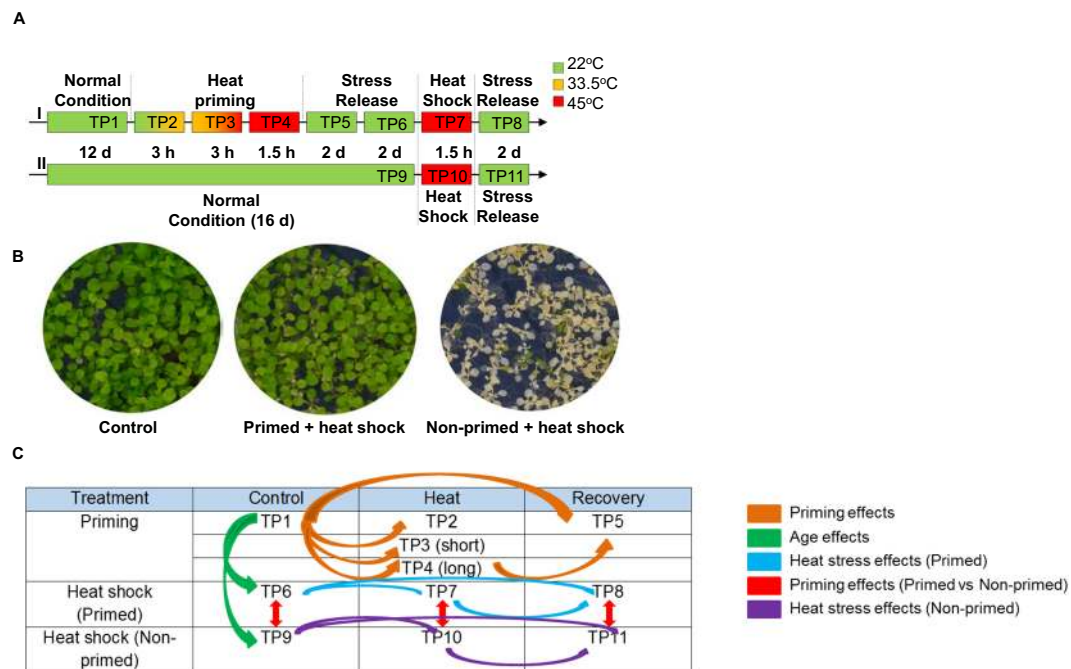 A
22°C
33.5°C
45°C
Normal Condition
Heat priming
Stress Release
Heat Shock
Stress Release
I
TP1 TP2 TP3 TP4 TP5 TP6 TP7 TP8
12 d 3 h 3 h 1.5 h 2 d 2 d 1.5 h 2 d
II
TP9 TP10 TP11
Normal
Condition (16 d)
Heat Shock
Stress Release
B
Control
Primed + heat shock
Non-primed + heat shock
C
Treatment Control Heat Recovery
Priming TP1 TP2 TP5
TP3 (short)
TP4 (long)
Heat shock (Primed) TP6 TP7 TP8
Heat shock (Non-primed) TP9 TP10 TP11
Priming effects
Age effects
Heat stress effects (Primed)
Priming effects (Primed vs Non-primed)
Heat stress effects (Non-primed)